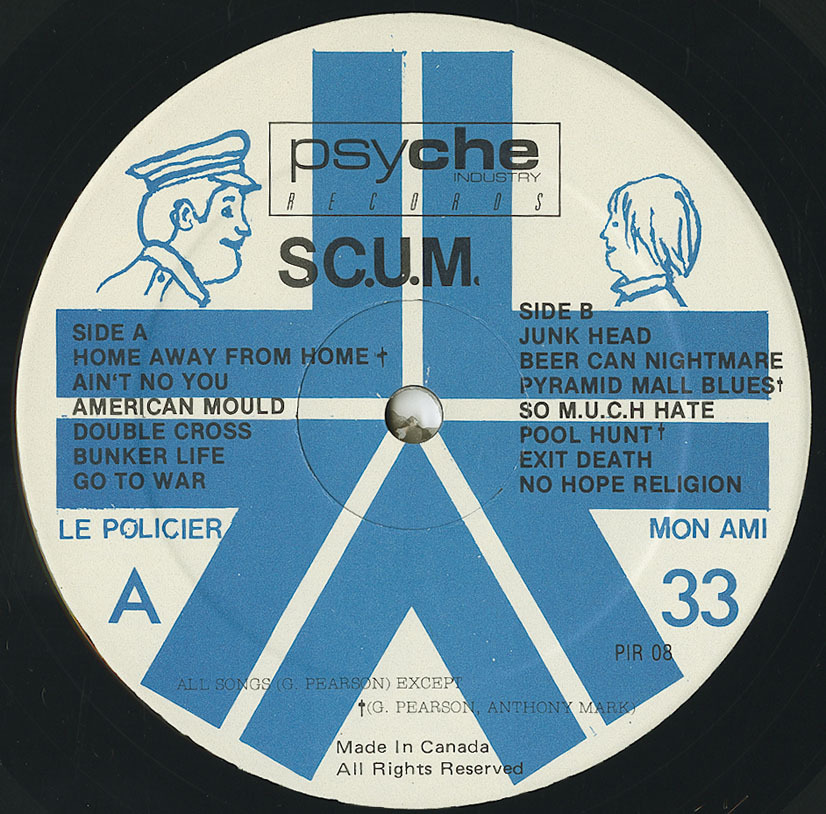 psyche
INDUSTRY
RECORDS
SC.U.M.
SIDE A
HOME AWAY FROM HOME †
AIN'T NO YOU
AMERICAN MOULD
DOUBLE CROSS
BUNKER LIFE
GO TO WAR
SIDE B
JUNK HEAD
BEER CAN NIGHTMARE
PYRAMID MALL BLUES†
SO M.U.C.H HATE
POOL HUNT †
EXIT DEATH
NO HOPE RELIGION
LE POLICIER
MON AMI
A
33
PIR 08
ALL SONGS (G. PEARSON) EXCEPT
†(G. PEARSON, ANTHONY MARK)
Made In Canada
All Rights Reserved